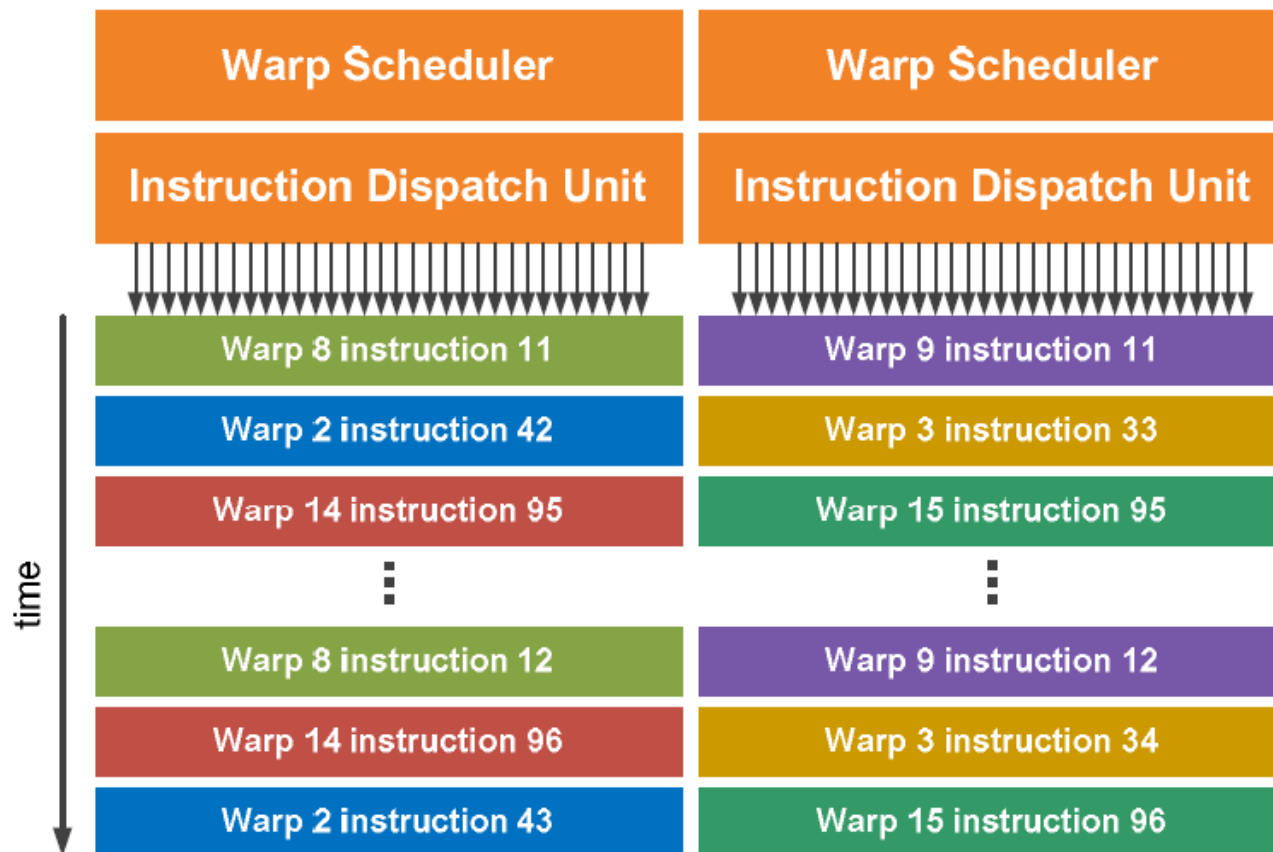 Warp Scheduler
Warp Scheduler
Instruction Dispatch Unit
Instruction Dispatch Unit
time
Warp 8 instruction 11
Warp 9 instruction 11
Warp 2 instruction 42
Warp 3 instruction 33
Warp 14 instruction 95
Warp 15 instruction 95
Warp 8 instruction 12
Warp 9 instruction 12
Warp 14 instruction 96
Warp 3 instruction 34
Warp 2 instruction 43
Warp 15 instruction 96